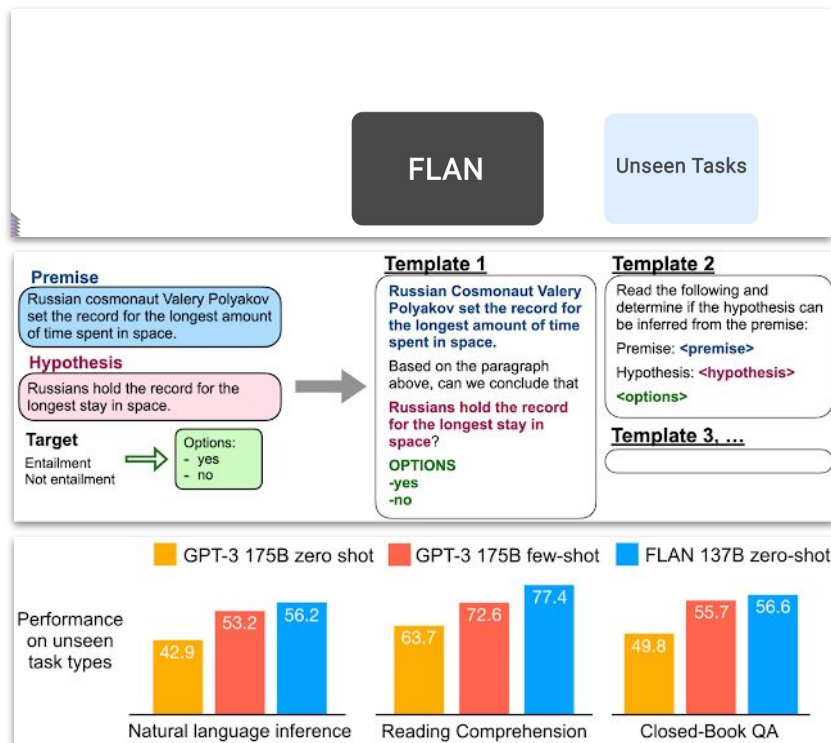 FLAN
Unseen Tasks
Premise
Russian cosmonaut Valery Polyakov
set the record for the longest amount
of time spent in space.
Hypothesis
Russians hold the record for the
longest stay in space.
Target
Entailment
Not entailment
Options:
- yes
- no
Template 1
Russian Cosmonaut Valery
Polyakov set the record for
the longest amount of time
spent in space.
Based on the paragraph
above, can we conclude that
Russians hold the record
for the longest stay in
space?
OPTIONS
-yes
-no
Template 2
Read the following and
determine if the hypothesis can
be inferred from the premise:
Premise: <premise>
Hypothesis: <hypothesis>
<options>
Template 3, ...
GPT-3 175B zero shot
GPT-3 175B few-shot
FLAN 137B zero-shot
Performance
on unseen
task types
42.9
53.2
56.2
63.7
72.6
77.4
49.8
55.7
56.6
Natural language inference
Reading Comprehension
Closed-Book QA